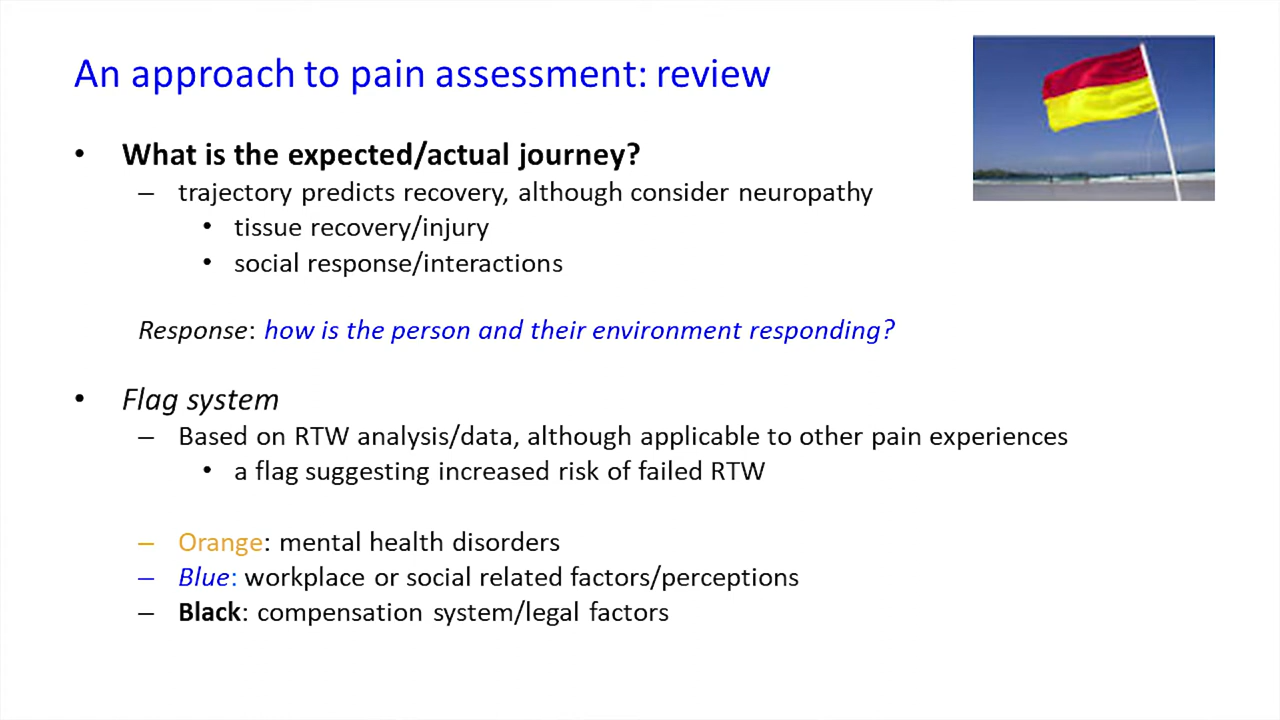 An approach to pain assessment: review
• What is the expected/actual journey?
– trajectory predicts recovery, although consider neuropathy
• tissue recovery/injury
• social response/interactions
Response: how is the person and their environment responding?
• Flag system
– Based on RTW analysis/data, although applicable to other pain experiences
• a flag suggesting increased risk of failed RTW
– Orange: mental health disorders
– Blue: workplace or social related factors/perceptions
– Black: compensation system/legal factors